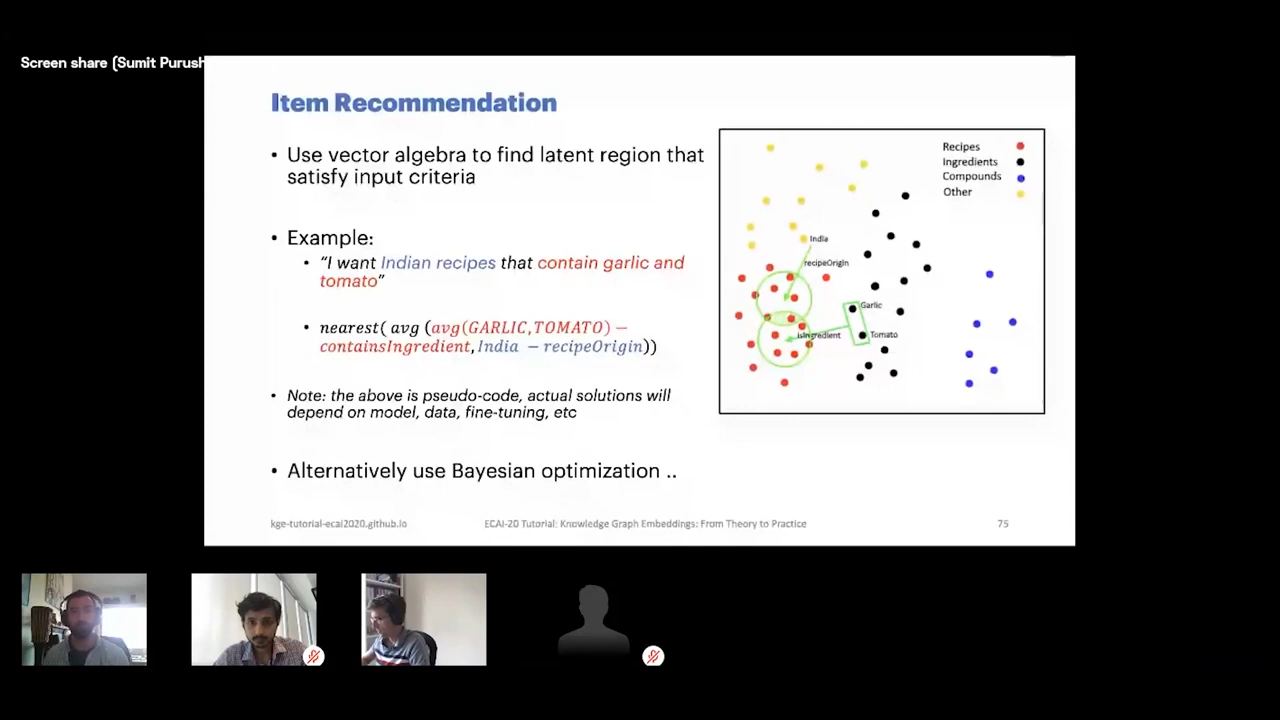 Screen share (Sumit Purush
Item Recommendation
• Use vector algebra to find latent region that
satisfy input criteria
• Example:
• “I want Indian recipes that contain garlic and
tomato”
• nearest( avg (avg(GARLIC,TOMATO) −
containsIngredient, India − recipeOrigin))
• Note: the above is pseudo-code, actual solutions will
depend on model, data, fine-tuning, etc
• Alternatively use Bayesian optimization ..
Recipes
Ingredients
Compounds
Other
India
recipeOrigin
Garlic
isIngredient
Tomato
kge-tutorial-ecai2020.github.io
ECAI-20 Tutorial: Knowledge Graph Embeddings: From Theory to Practice
75